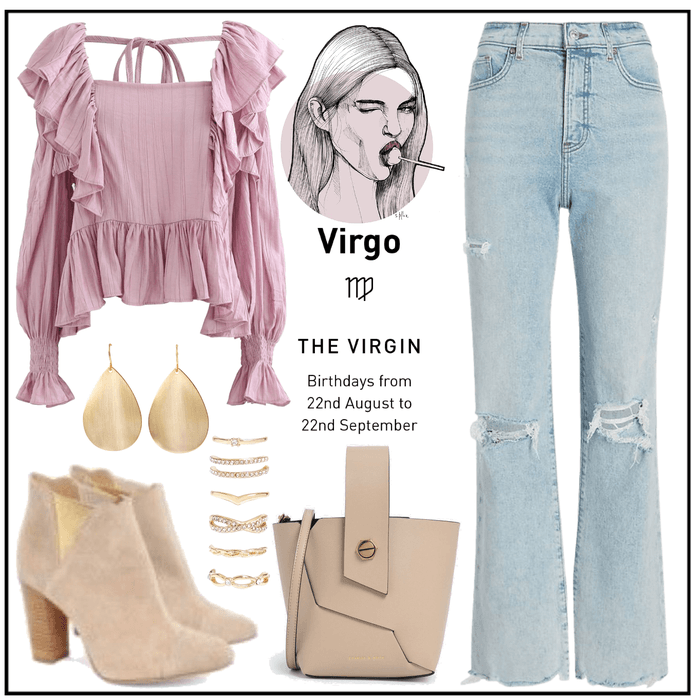 Virgo
♍
THE VIRGIN
Birthdays from
22nd August to
22nd September